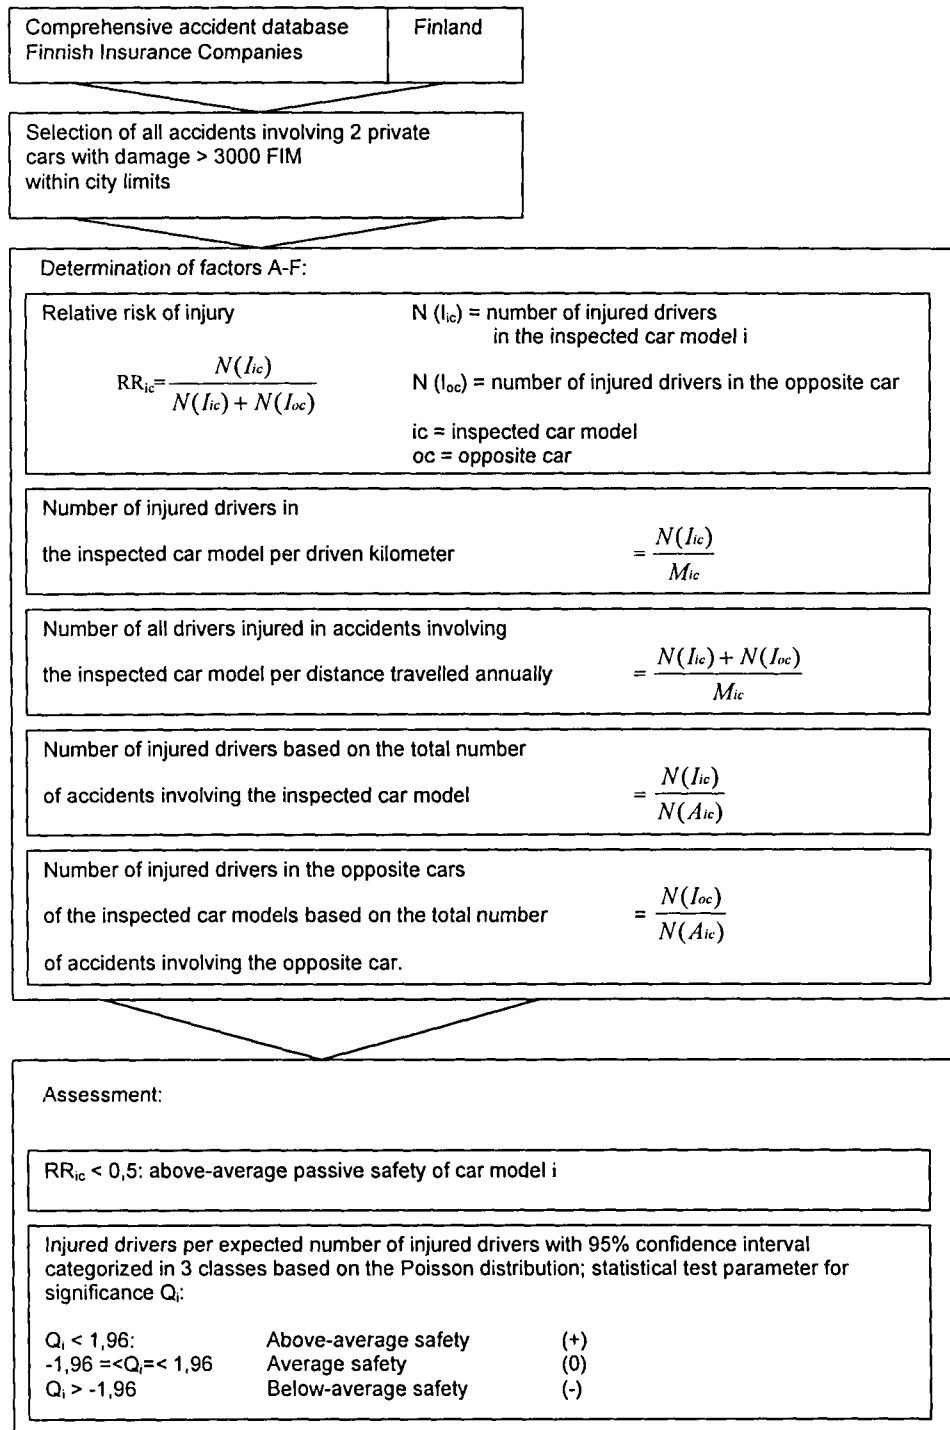 Comprehensive accident database Finland
Finnish Insurance Companies
Selection of all accidents involving 2 private
cars with damage > 3000 FIM
within city limits
Determination of factors A-F:
Relative risk of injury
RR_ic = N(I_ic) / (N(I_ic) + N(I_oc))
N (I_ic) = number of injured drivers
in the inspected car model i
N (I_oc) = number of injured drivers in the opposite car
ic = inspected car model
oc = opposite car
Number of injured drivers in
the inspected car model per driven kilometer = N(I_ic) / M_ic
Number of all drivers injured in accidents involving
the inspected car model per distance travelled annually = (N(I_ic) + N(I_oc)) / M_ic
Number of injured drivers based on the total number
of accidents involving the inspected car model = N(I_ic) / N(A_ic)
Number of injured drivers in the opposite cars
of the inspected car models based on the total number = N(I_oc) / N(A_ic)
of accidents involving the opposite car.
Assessment:
RR_ic < 0,5: above-average passive safety of car model i
Injured drivers per expected number of injured drivers with 95% confidence interval
categorized in 3 classes based on the Poisson distribution; statistical test parameter for
significance Q_i:
Q_i < 1,96: Above-average safety (+)
-1,96 =<Q_i=< 1,96 Average safety (0)
Q_i > -1,96 Below-average safety (-)